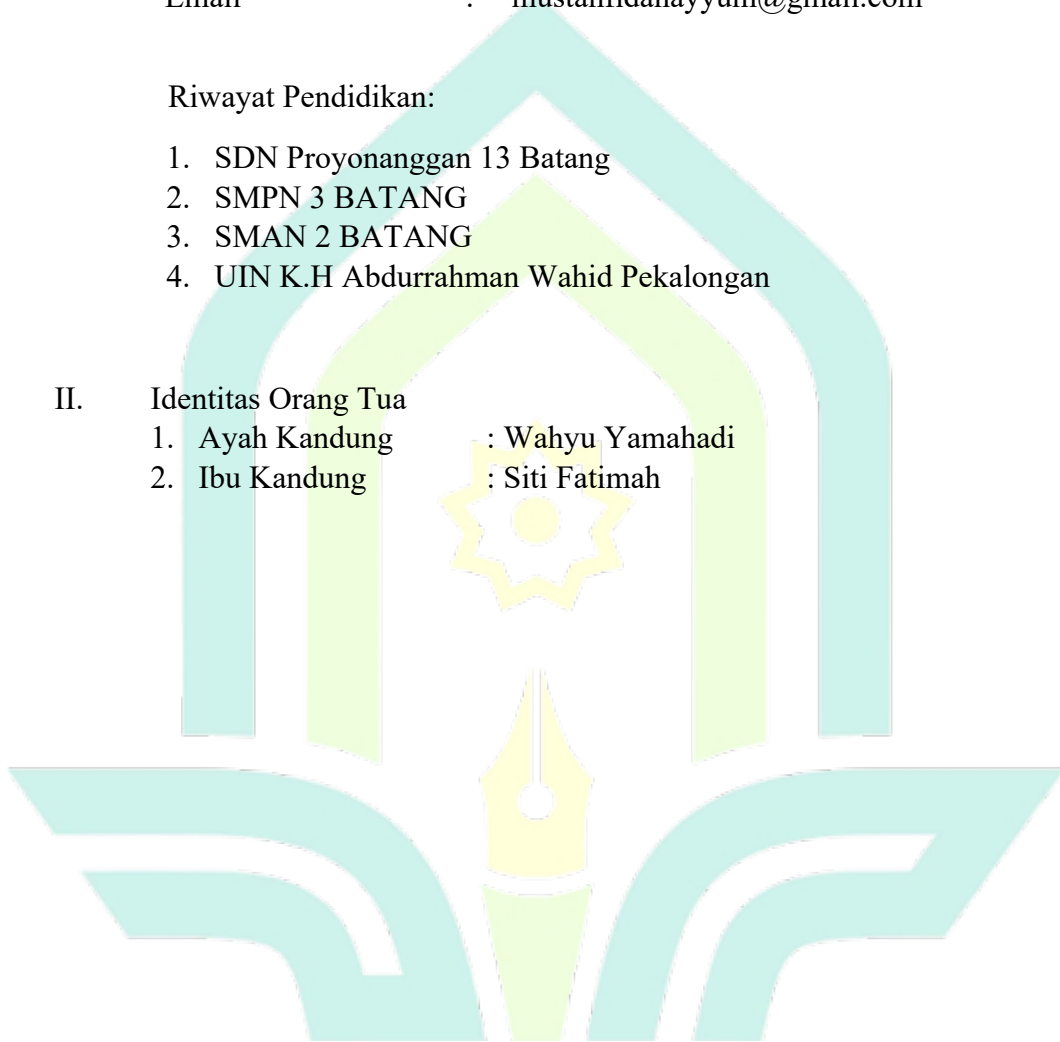 Email :
Riwayat Pendidikan:
1. SDN Proyonanggan 13 Batang
2. SMPN 3 BATANG
3. SMAN 2 BATANG
4. UIN K.H Abdurrahman Wahid Pekalongan
II. Identitas Orang Tua
1. Ayah Kandung : Wahyu Yamahadi
2. Ibu Kandung : Siti Fatimah